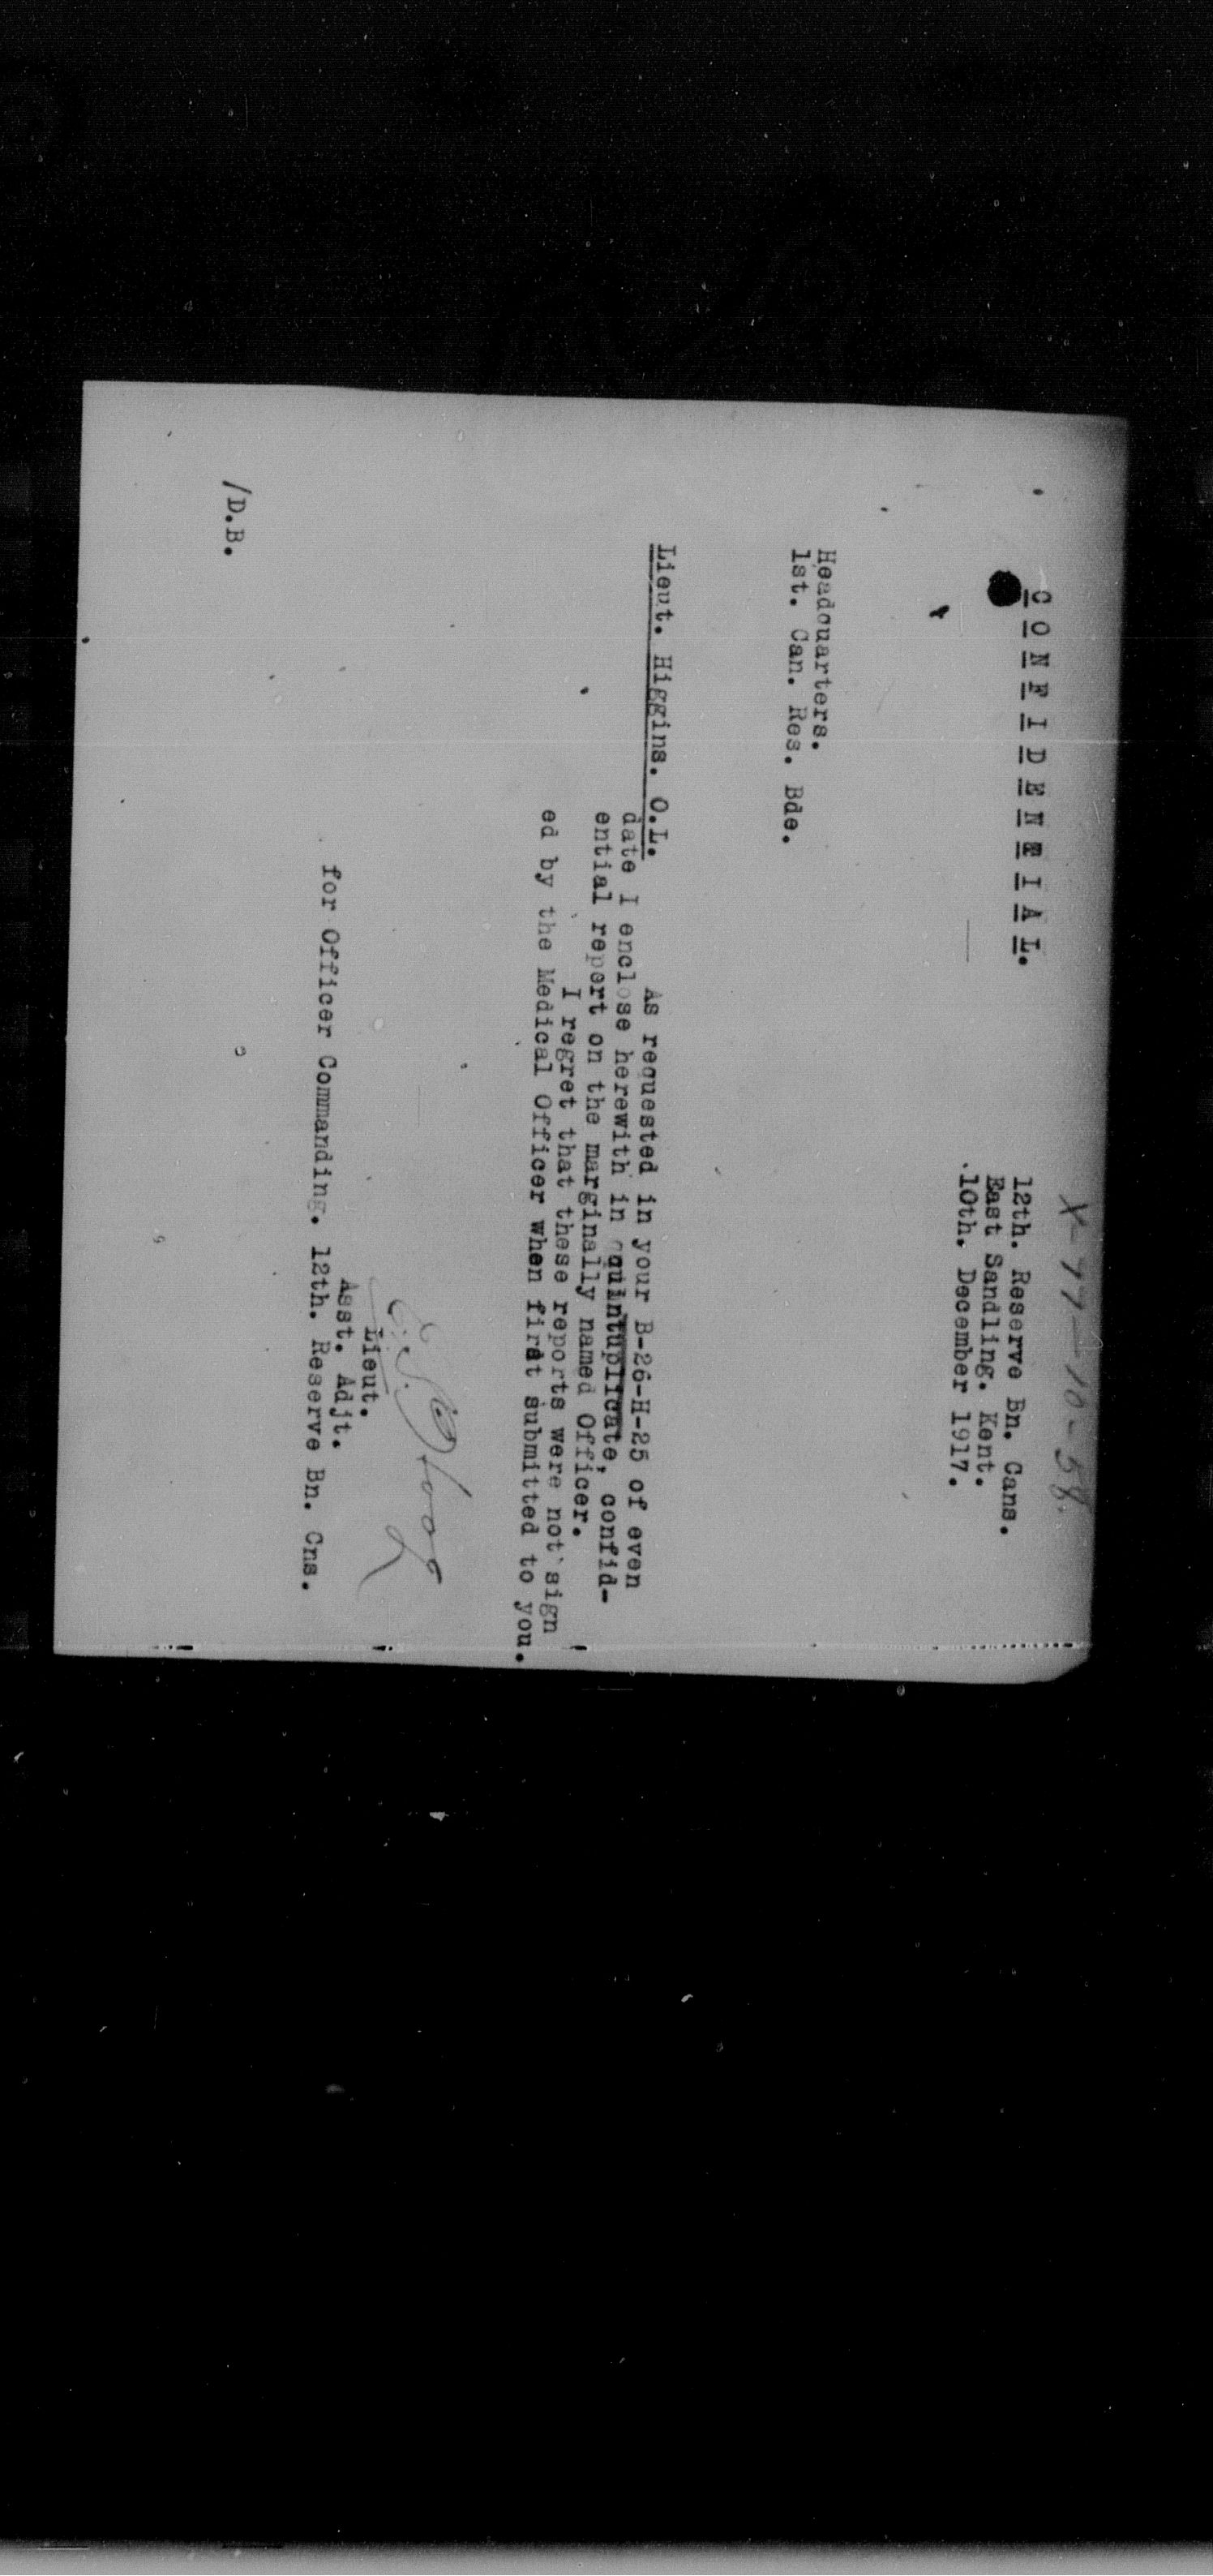 X-77-10-58.
C O N F I D E N T I A L.
12th. Reserve Bn. Cans.
East Sandling. Kent.
10th. December 1917.
Headquarters.
1st. Can. Res. Bde.
Lieut. Higgins. O.L.
As requested in your B-26-H-25 of even
date I enclose herewith in quintuplicate, confid-
ential report on the marginally named Officer.
I regret that these reports were not sign
ed by the Medical Officer when first submitted to you.
Lieut.
Asst. Adjt.
for Officer Commanding. 12th. Reserve Bn. Cns.
/D.B.